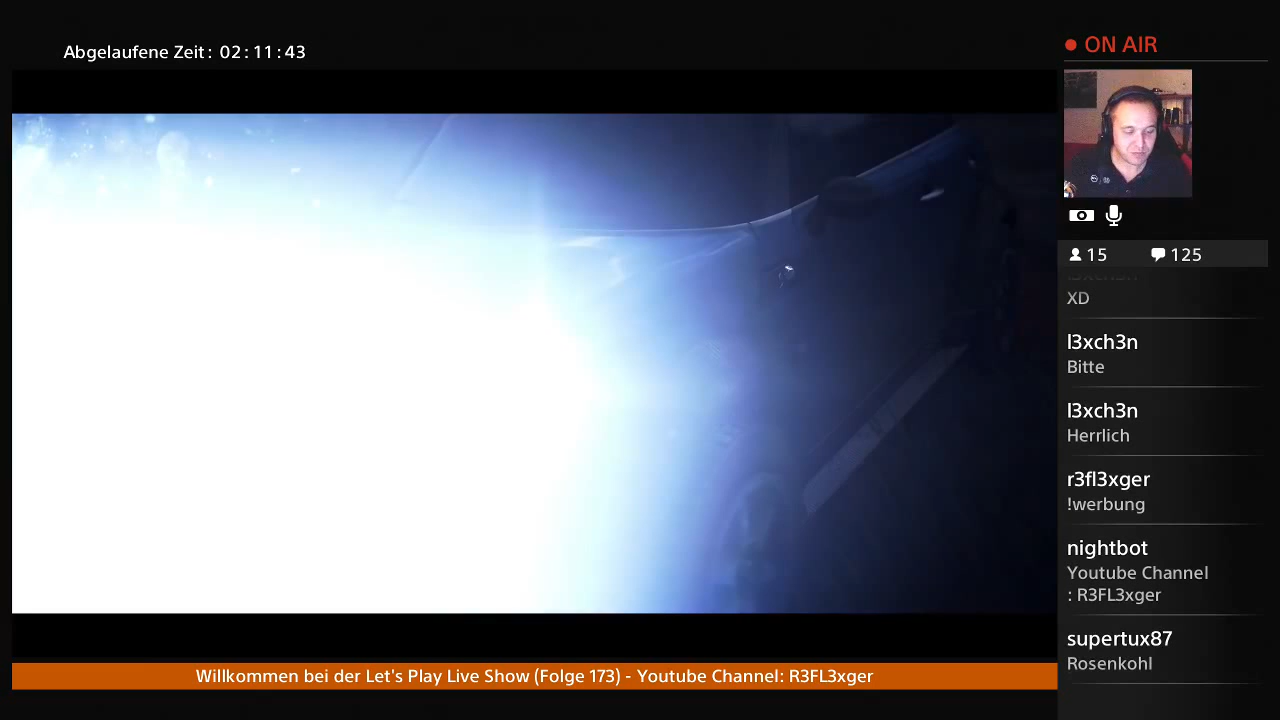 Abgelaufene Zeit: 02:11:43
ON AIR
15 125
XD
l3xch3n
Bitte
l3xch3n
Herrlich
r3fl3xger
!werbung
nightbot
Youtube Channel
: R3FL3xger
supertux87
Rosenkohl
Willkommen bei der Let's Play Live Show (Folge 173) - Youtube Channel: R3FL3xger